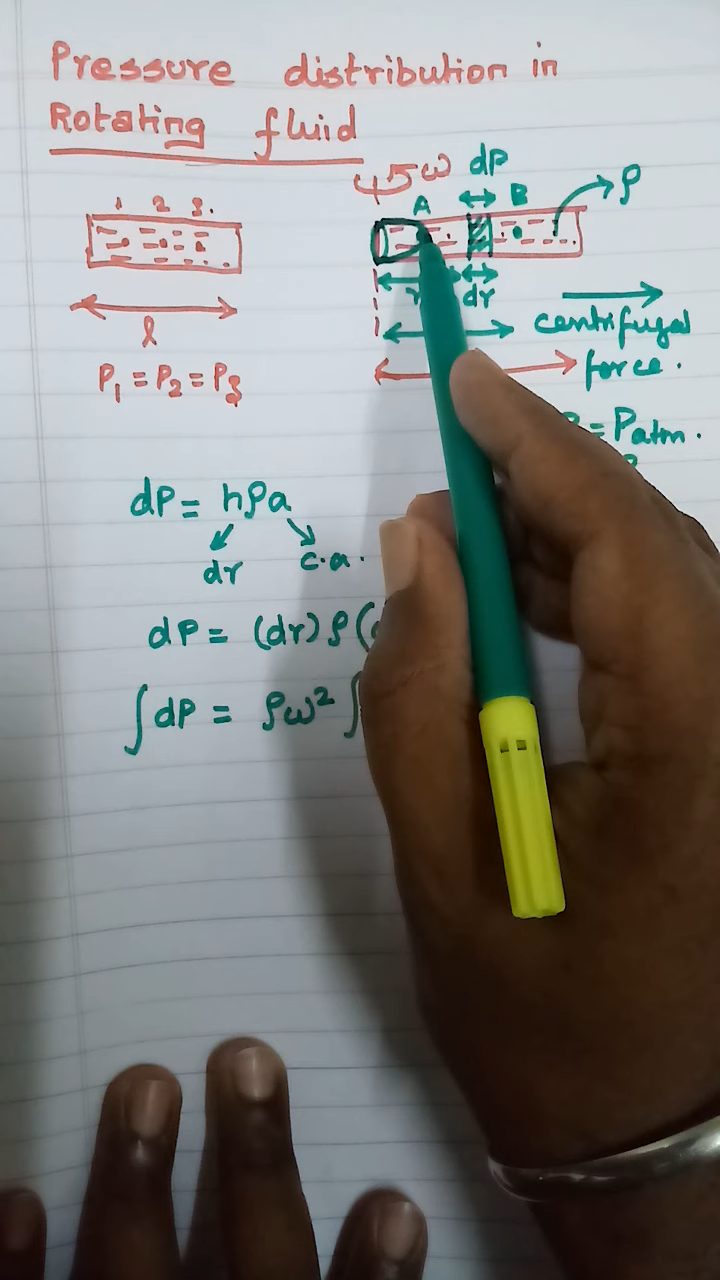 Pressure distribution in
Rotating fluid
ω dP
1 2 3.
A B ρ
r dr
l
centrifugal
force.
P₁ = P₂ = P₃
= Patm.
dP = hρa
dr c.a.
dP = (dr) ρ (
∫dP = ρω² ∫